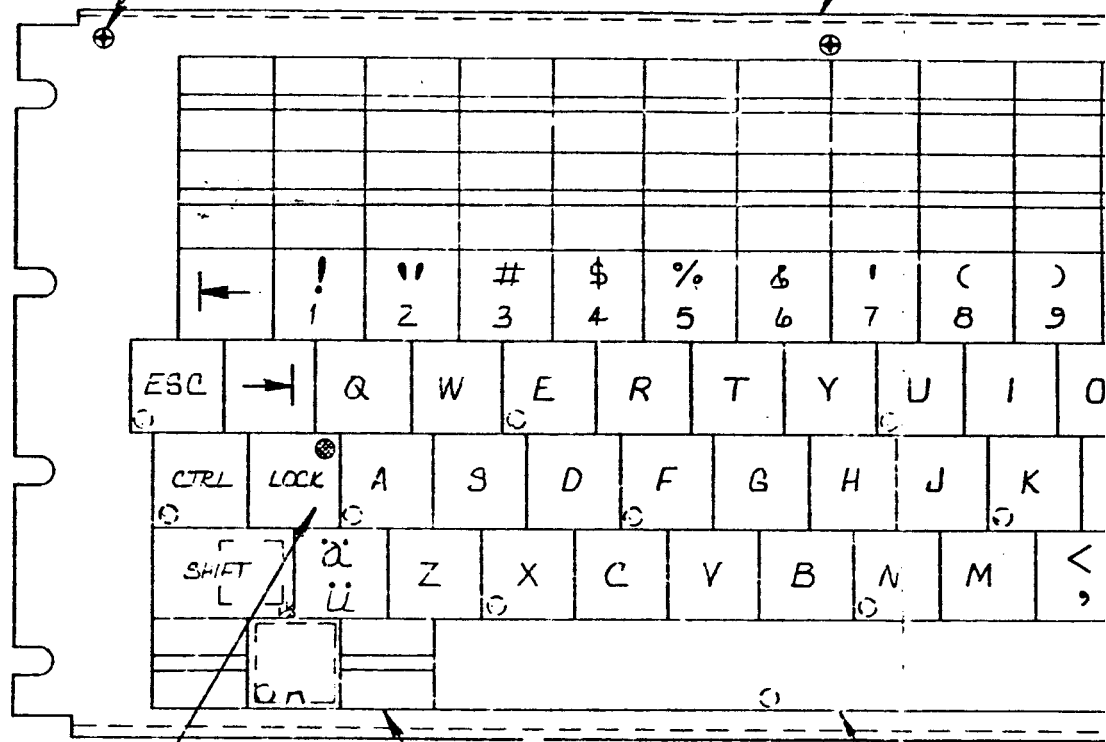 ! " # $ % & ' ( )
1 2 3 4 5 6 7 8 9
ESC Q W E R T Y U I O
CTRL LOCK A S D F G H J K
SHIFT ä ü Z X C V B N M < ,